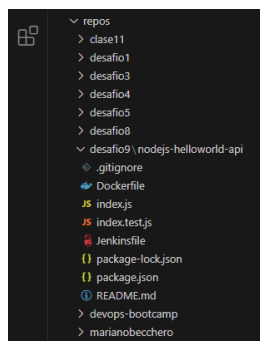 repos
clase11
desafio1
desafio3
desafio4
desafio5
desafio8
desafio9\nodejs-helloworld-api
.gitignore
Dockerfile
JS index.js
JS index.test.js
Jenkinsfile
{} package-lock.json
{} package.json
README.md
devops-bootcamp
marianobecchero